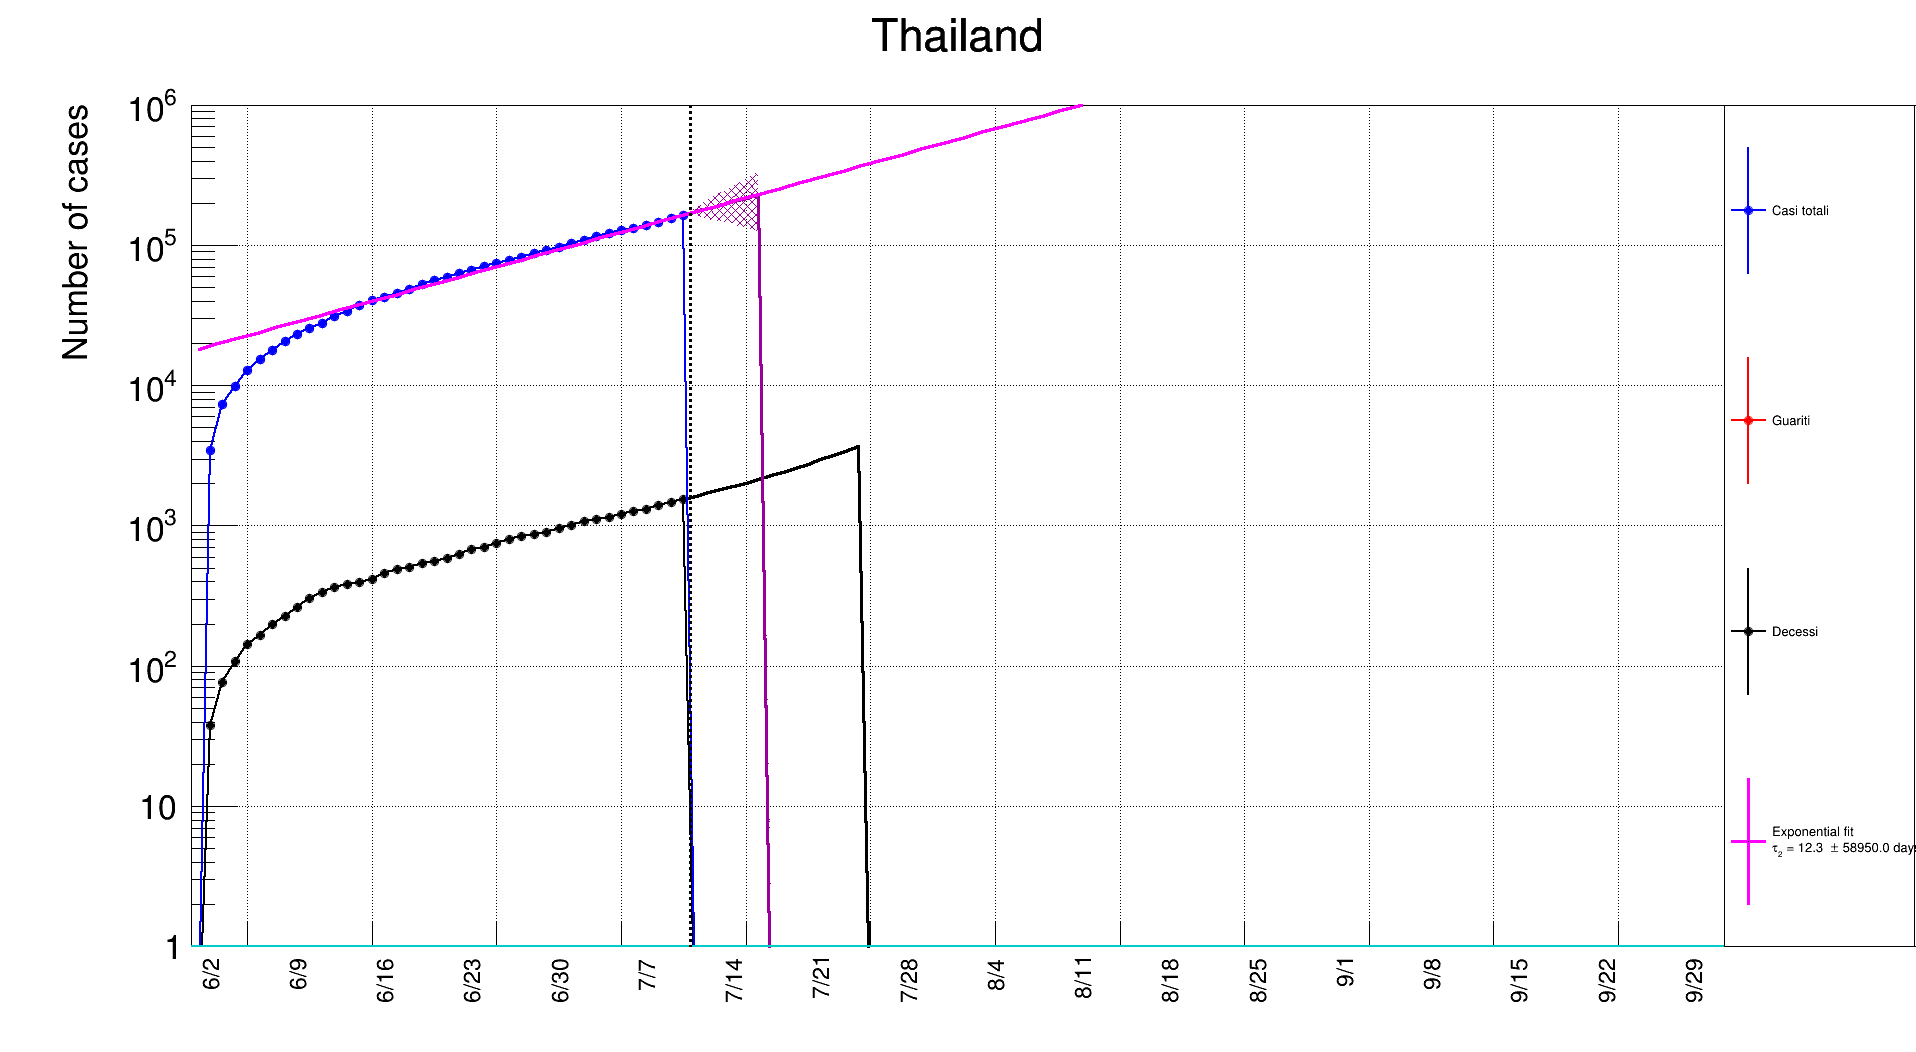 Thailand
Number of cases
10^6
10^5
10^4
10^3
10^2
10
1
6/2 6/9 6/16 6/23 6/30 7/7 7/14 7/21 7/28 8/4 8/11 8/18 8/25 9/1 9/8 9/15 9/22 9/29
Casi totali
Guariti
Decessi
Exponential fit
τ₂ = 12.3 ± 58950.0 days